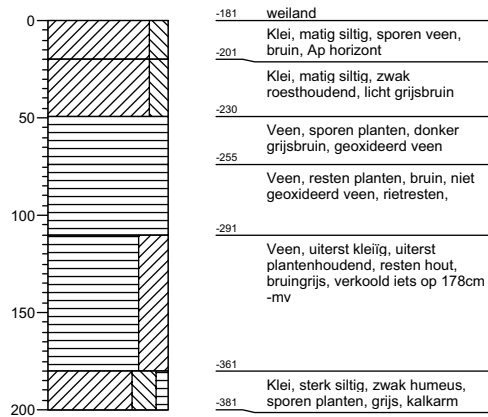 0
-181 weiland
Klei, matig siltig, sporen veen,
bruin, Ap horizont
-201
Klei, matig siltig, zwak
roesthoudend, licht grijsbruin
50
-230
Veen, sporen planten, donker
grijsbruin, geoxideerd veen
-255
Veen, resten planten, bruin, niet
geoxideerd veen, rietresten,
100
-291
Veen, uiterst kleiïg, uiterst
plantenhoudend, resten hout,
bruingrijs, verkoold iets op 178cm
-mv
150
-361
Klei, sterk siltig, zwak humeus,
sporen planten, grijs, kalkarm
200
-381